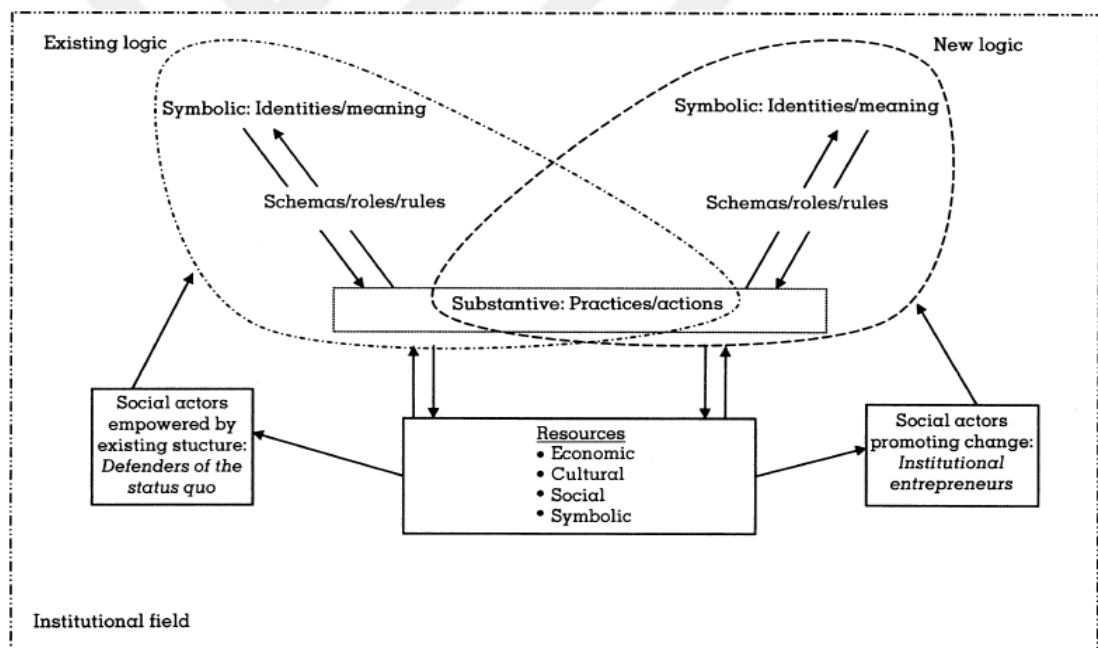 Existing logic
New logic
Symbolic: Identities/meaning
Symbolic: Identities/meaning
Schemas/roles/rules
Schemas/roles/rules
Substantive: Practices/actions
Social actors
empowered by
existing stucture:
Defenders of the
status quo
Resources
• Economic
• Cultural
• Social
• Symbolic
Social actors
promoting change:
Institutional
entrepreneurs
Institutional field